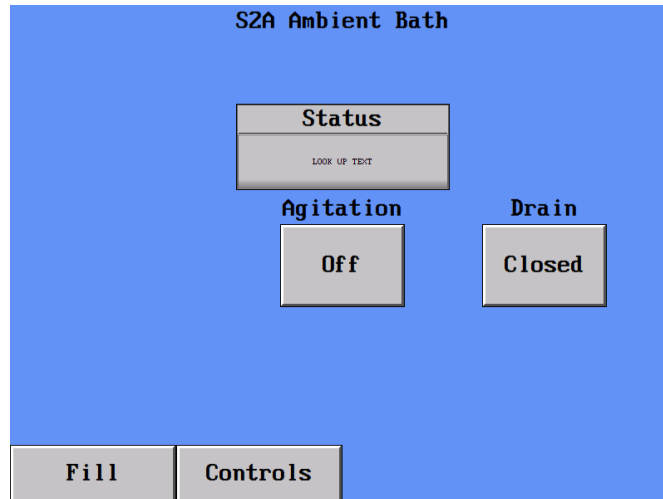 S2A Ambient Bath
Status
LOOK UP TEXT
Agitation
Drain
Off
Closed
Fill
Controls